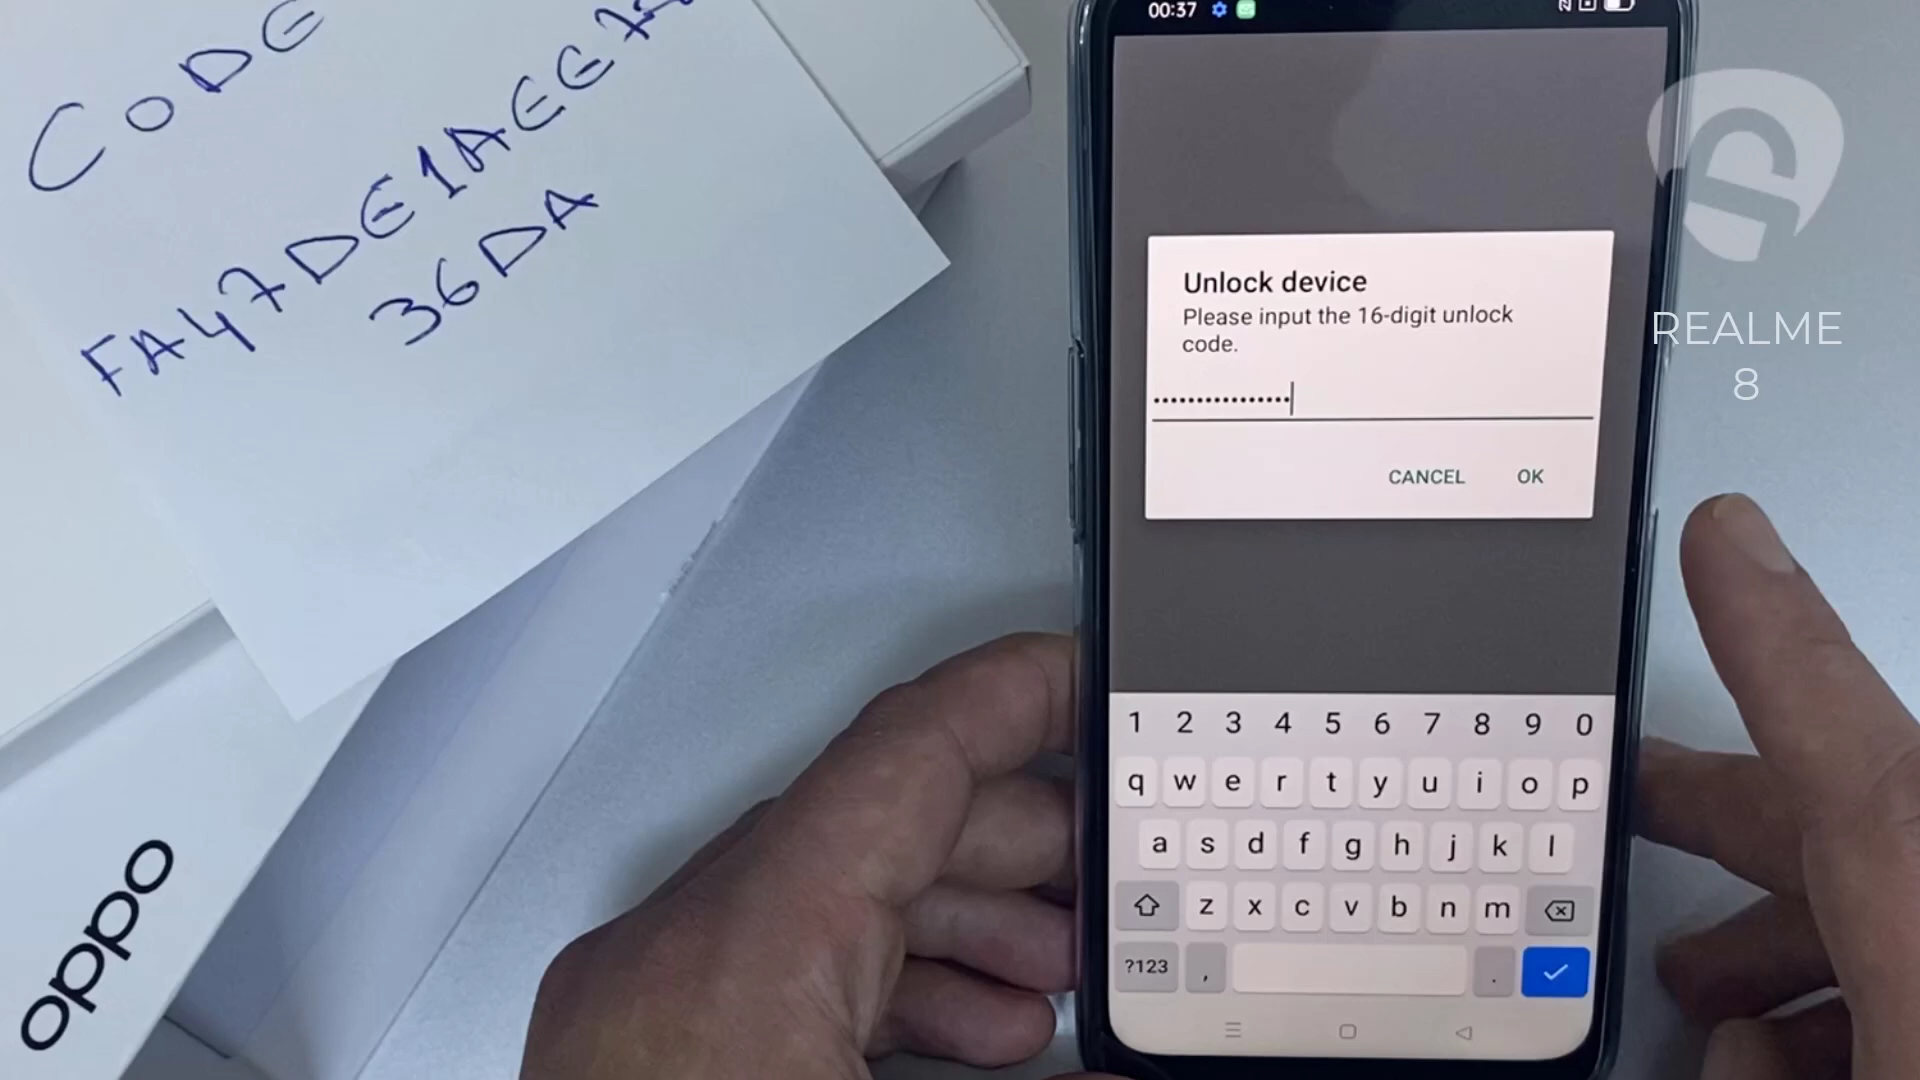 CODE
FA47DE1AEE7
36DA
oppo
00:37
Unlock device
Please input the 16-digit unlock
code.
CANCEL OK
1 2 3 4 5 6 7 8 9 0
q w e r t y u i o p
a s d f g h j k l
z x c v b n m
?123 , .
REALME
8